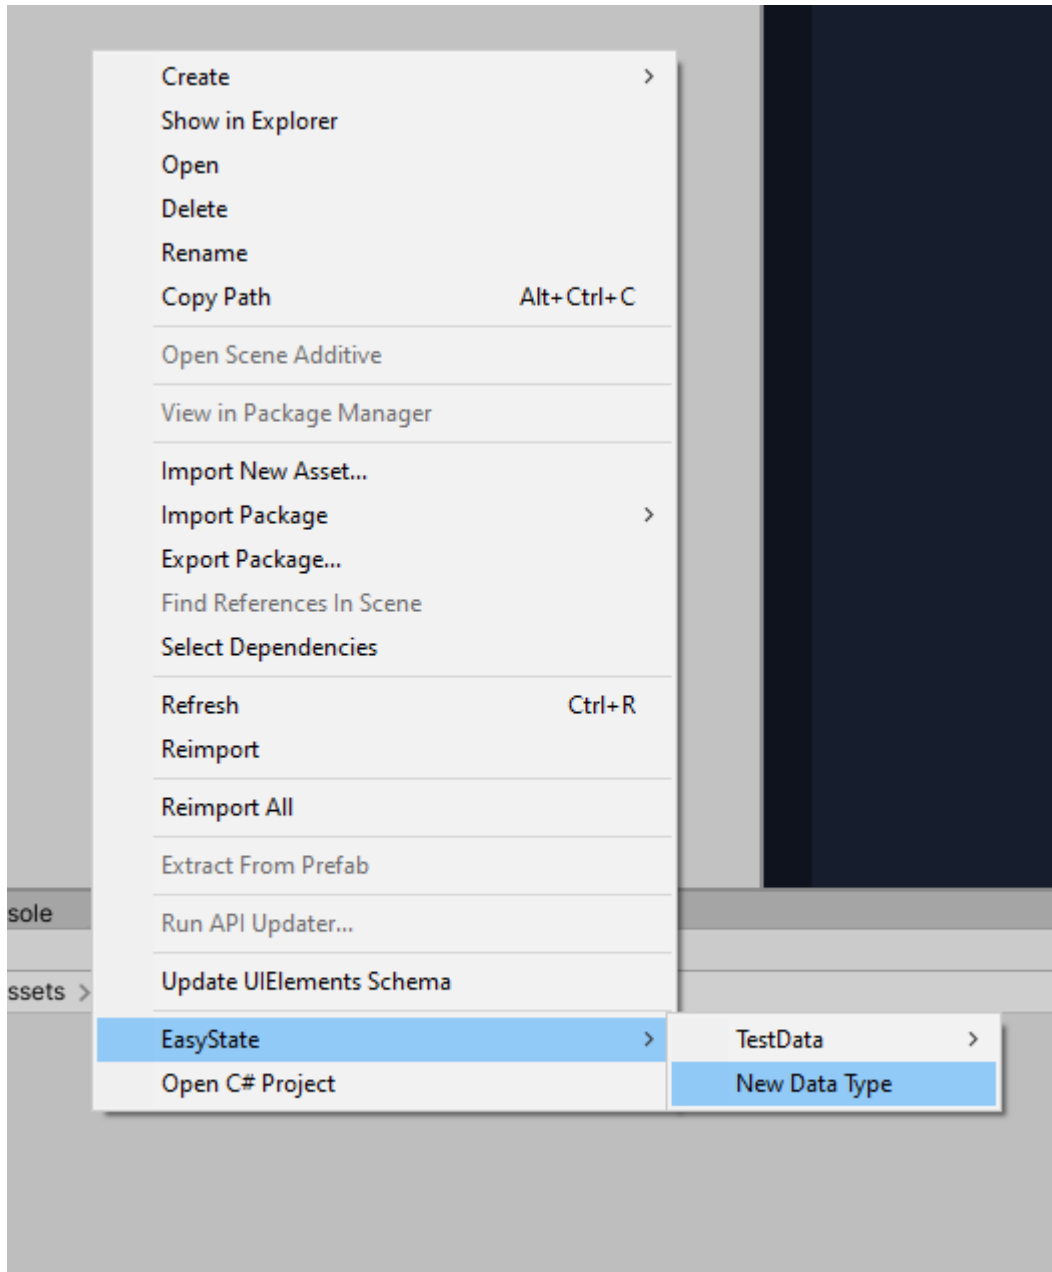 Create
Show in Explorer
Open
Delete
Rename
Copy Path Alt+Ctrl+C
Open Scene Additive
View in Package Manager
Import New Asset...
Import Package
Export Package...
Find References In Scene
Select Dependencies
Refresh Ctrl+R
Reimport
Reimport All
Extract From Prefab
sole
Run API Updater...
Update UIElements Schema
ssets >
EasyState
TestData
Open C# Project
New Data Type